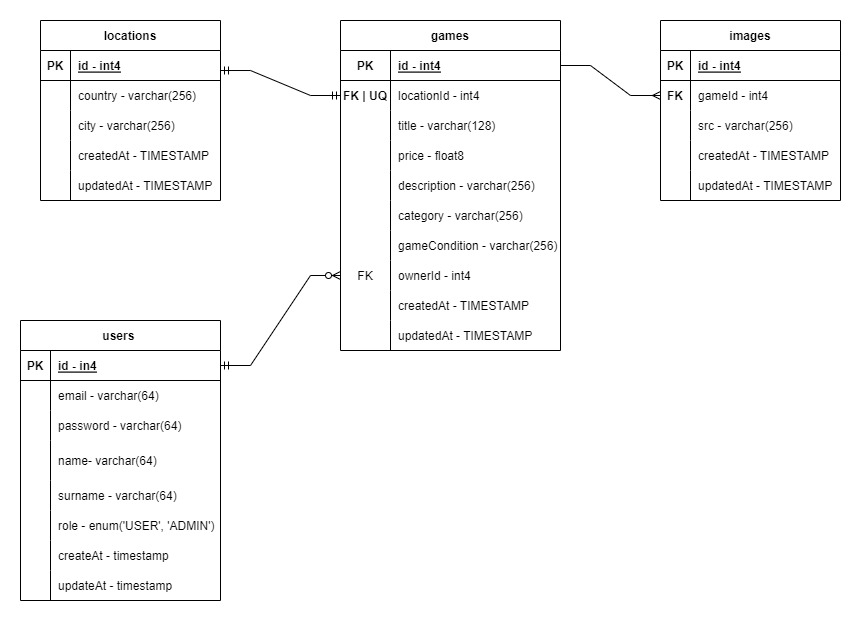 locations
PK id - int4
country - varchar(256)
city - varchar(256)
createdAt - TIMESTAMP
updatedAt - TIMESTAMP
games
PK id - int4
FK | UQ locationId - int4
title - varchar(128)
price - float8
description - varchar(256)
category - varchar(256)
gameCondition - varchar(256)
FK ownerId - int4
createdAt - TIMESTAMP
updatedAt - TIMESTAMP
images
PK id - int4
FK gameId - int4
src - varchar(256)
createdAt - TIMESTAMP
updatedAt - TIMESTAMP
users
PK id - in4
email - varchar(64)
password - varchar(64)
name- varchar(64)
surname - varchar(64)
role - enum('USER', 'ADMIN')
createAt - timestamp
updateAt - timestamp